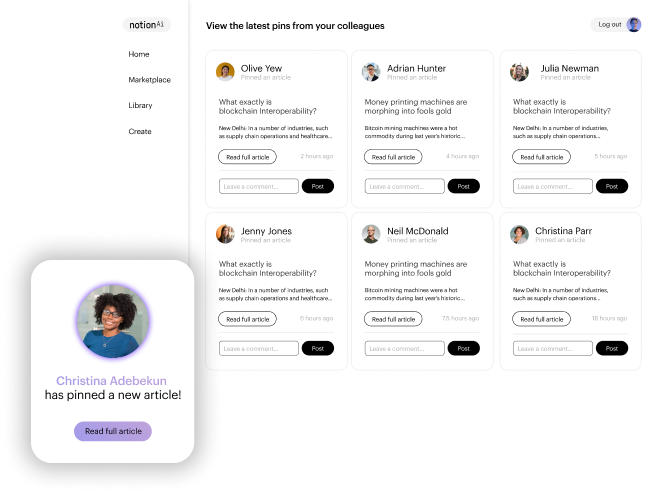 notionAi
View the latest pins from your colleagues
Log out
Home
Marketplace
Library
Create
Olive Yew
Pinned an article
What exactly is
blockchain Interoperability?
New Delhi: In a number of industries, such
as supply chain operations and healthcare...
Read full article
2 hours ago
Leave a comment...
Post
Adrian Hunter
Pinned an article
Money printing machines are
morphing into fools gold
Bitcoin mining machines were a hot
commodity during last year's historic...
Read full article
4 hours ago
Leave a comment...
Post
Julia Newman
Pinned an article
What exactly is
blockchain Interoperability?
New Delhi: In a number of industries,
such as supply chain operations...
Read full article
5 hours ago
Leave a comment...
Post
Jenny Jones
Pinned an article
What exactly is
blockchain Interoperability?
New Delhi: In a number of industries, such
as supply chain operations and healthcare...
Read full article
hours ago
Leave a comment...
Post
Neil McDonald
Pinned an article
Money printing machines are
morphing into fools gold
Bitcoin mining machines were a hot
commodity during last year's historic...
Read full article
hours ago
Leave a comment...
Post
Christina Parr
Pinned an article
What exactly is
blockchain Interoperability?
New Delhi: In a number of industries,
such as supply chain operations...
Read full article
18 hours ago
Leave a comment...
Post
Christina Adebekun
has pinned a new article!
Read full article